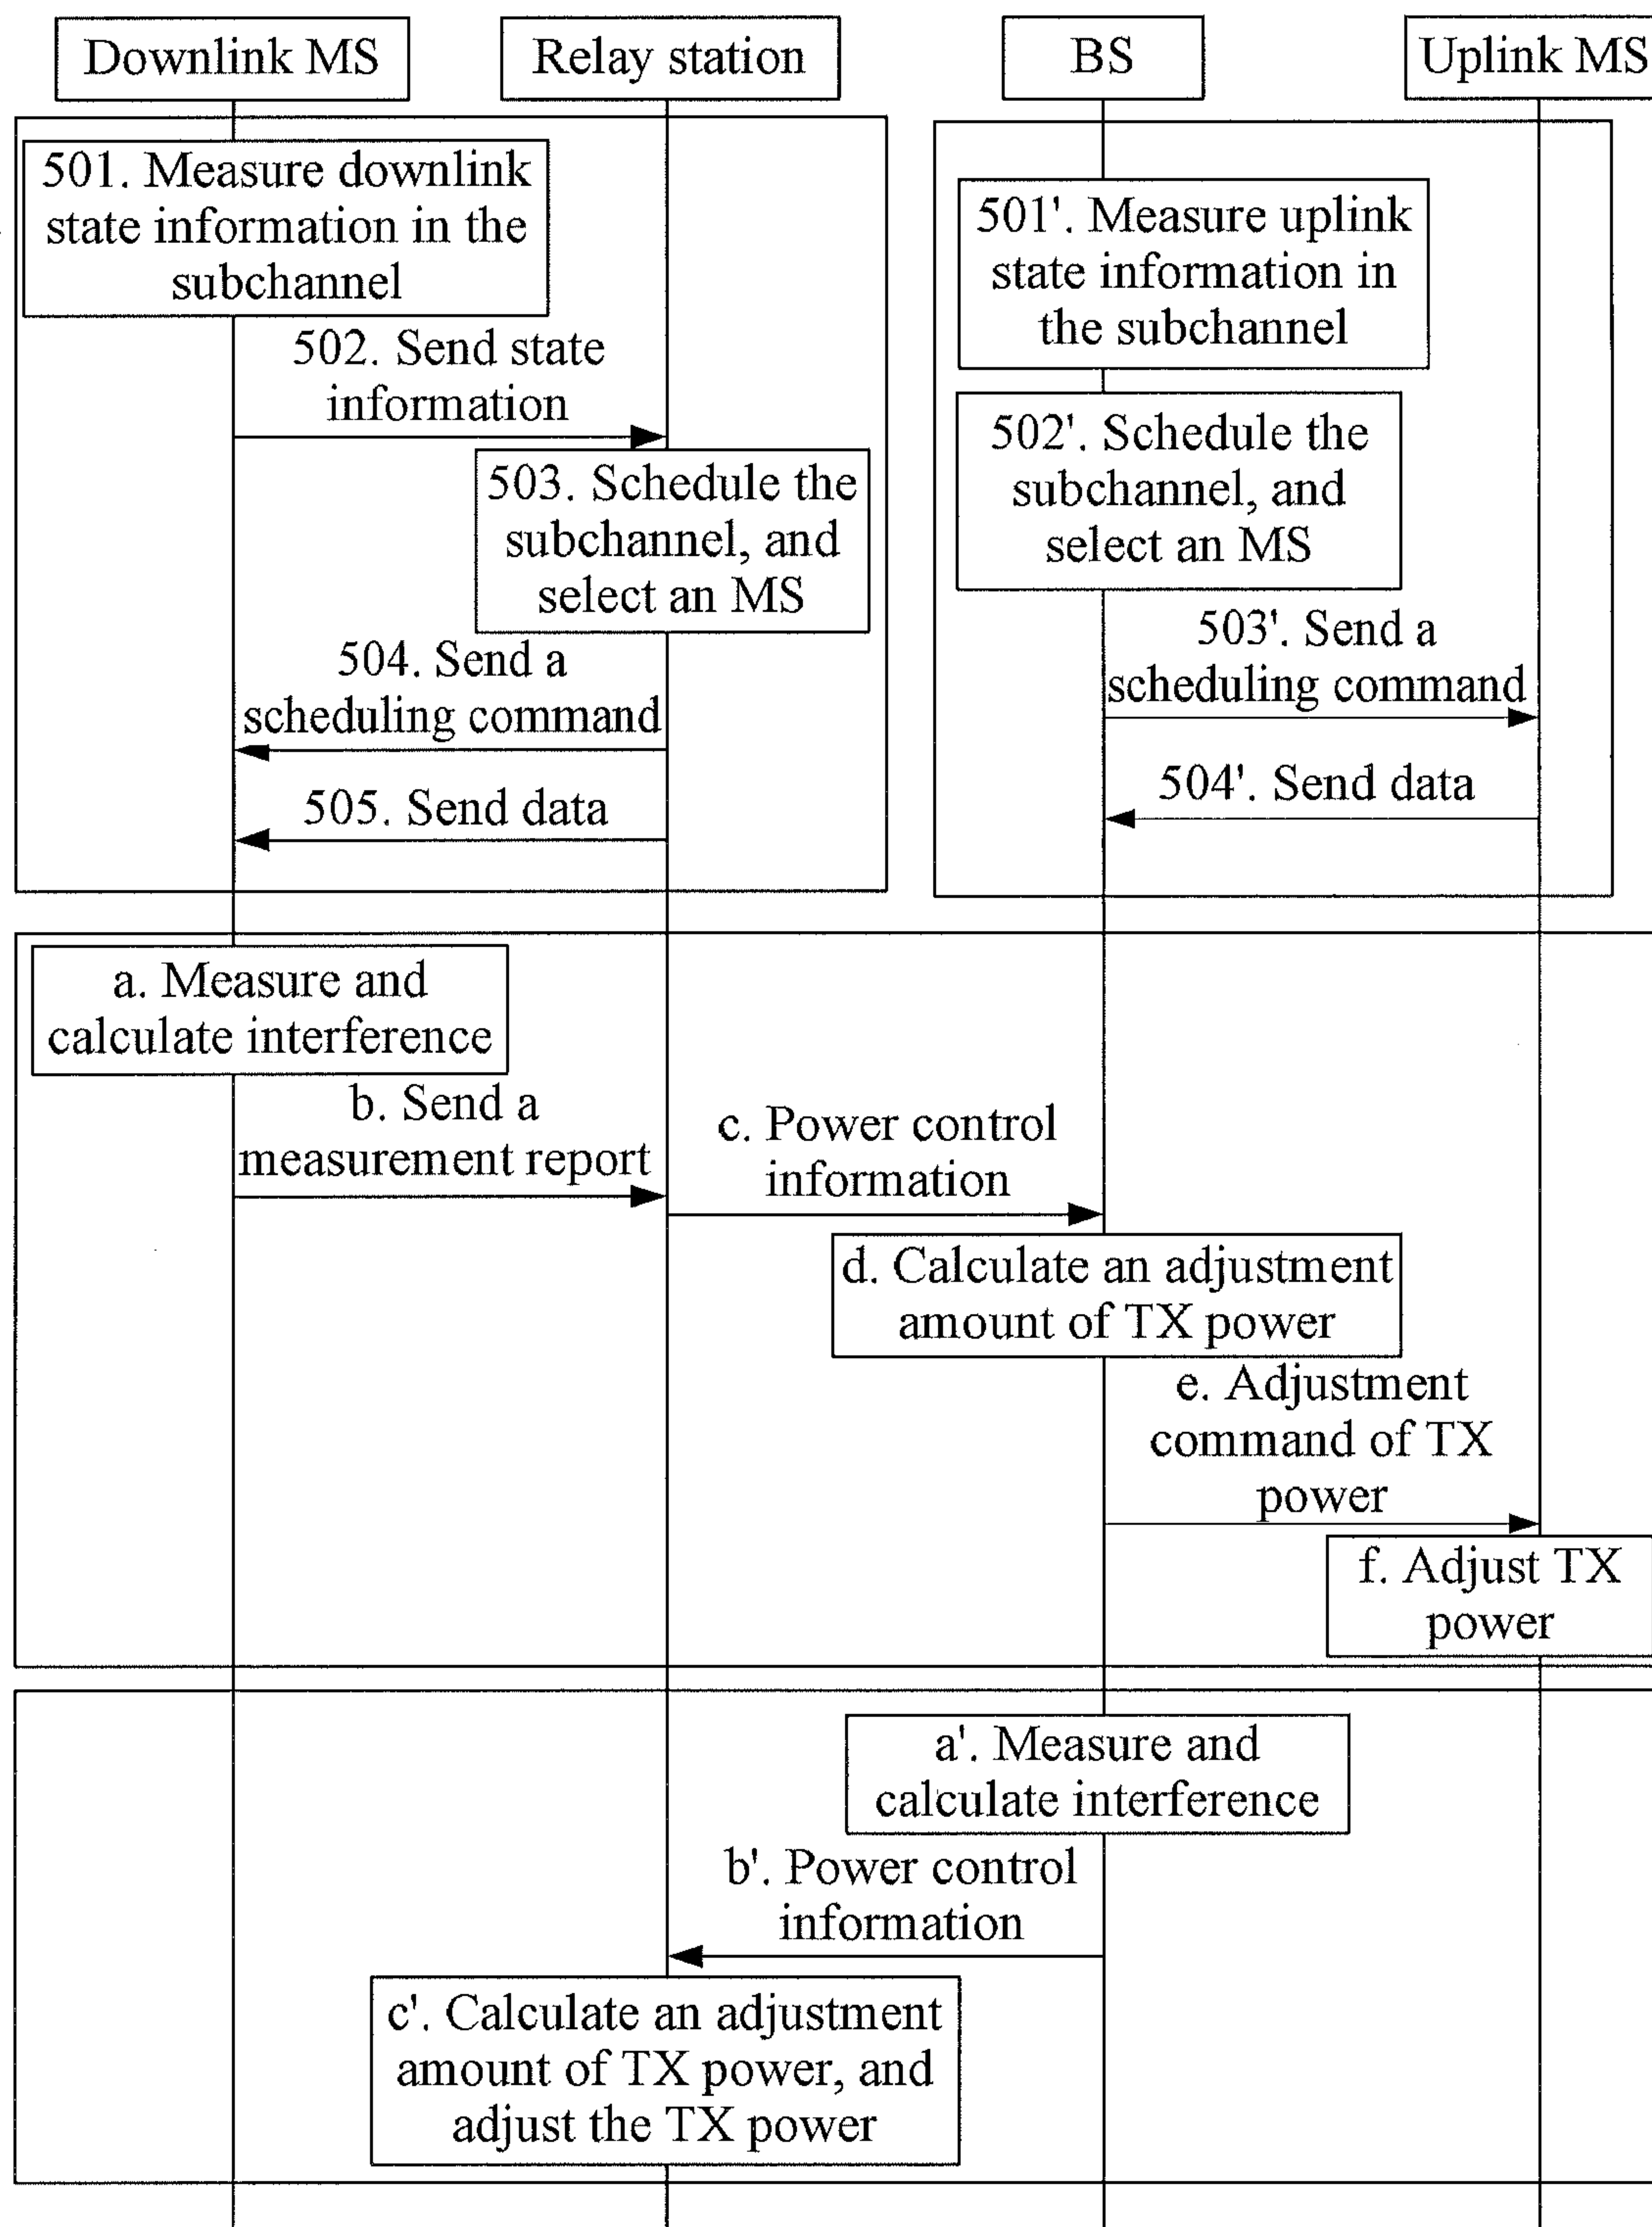 Downlink MS
Relay station
BS
Uplink MS
501. Measure downlink
state information in the
subchannel
501'. Measure uplink
state information in
the subchannel
502. Send state
information
502'. Schedule the
subchannel, and
select an MS
503. Schedule the
subchannel, and
select an MS
503'. Send a
scheduling command
504. Send a
scheduling command
504'. Send data
505. Send data
a. Measure and
calculate interference
b. Send a
measurement report
c. Power control
information
d. Calculate an adjustment
amount of TX power
e. Adjustment
command of TX
power
f. Adjust TX
power
a'. Measure and
calculate interference
b'. Power control
information
c'. Calculate an adjustment
amount of TX power, and
adjust the TX power